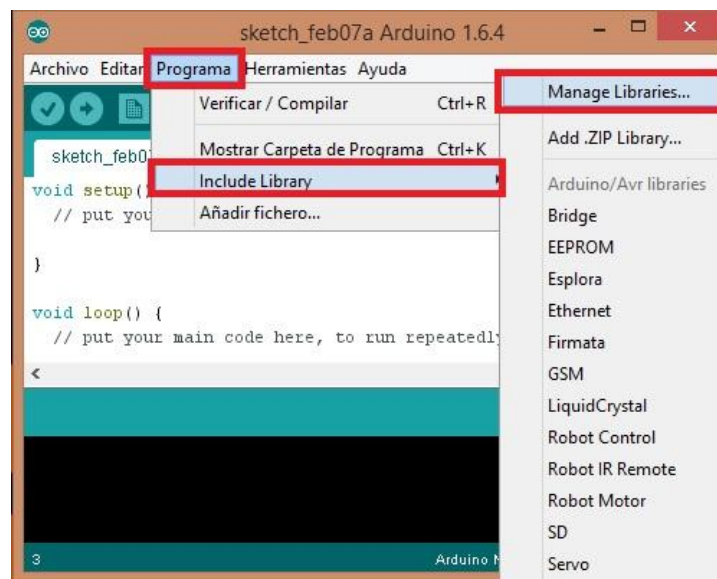 sketch_feb07a Arduino 1.6.4
Archivo Editar Programa Herramientas Ayuda
Verificar / Compilar Ctrl+R
Mostrar Carpeta de Programa Ctrl+K
Include Library
Añadir fichero...
Manage Libraries...
Add .ZIP Library...
Arduino/Avr libraries
Bridge
EEPROM
Esplora
Ethernet
Firmata
GSM
LiquidCrystal
Robot Control
Robot IR Remote
Robot Motor
SD
Servo
sketch_feb0
void setup()
// put you
}
void loop() {
// put your main code here, to run repeatedly
3
Arduino